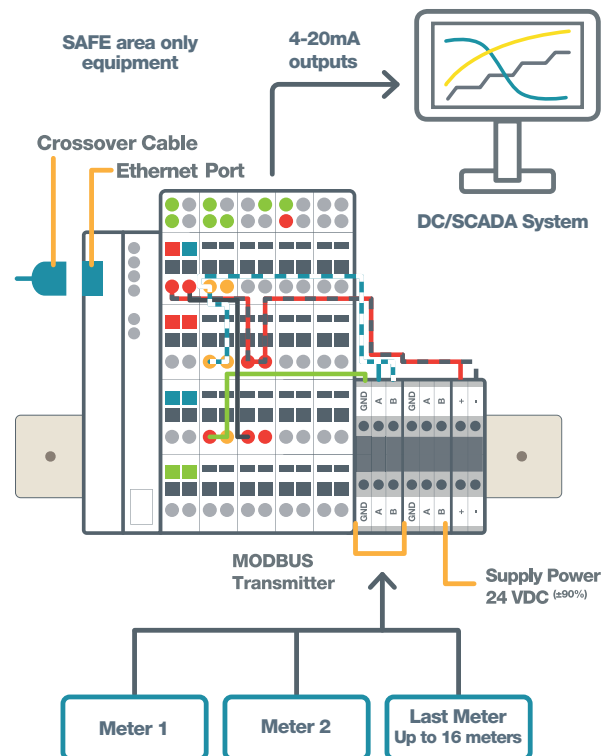 SAFE area only
equipment
4-20mA
outputs
Crossover Cable
Ethernet Port
DC/SCADA System
GND A B GND A B + -
GND A B GND A B + -
MODBUS
Transmitter
Supply Power
24 VDC (±90%)
Meter 1
Meter 2
Last Meter
Up to 16 meters